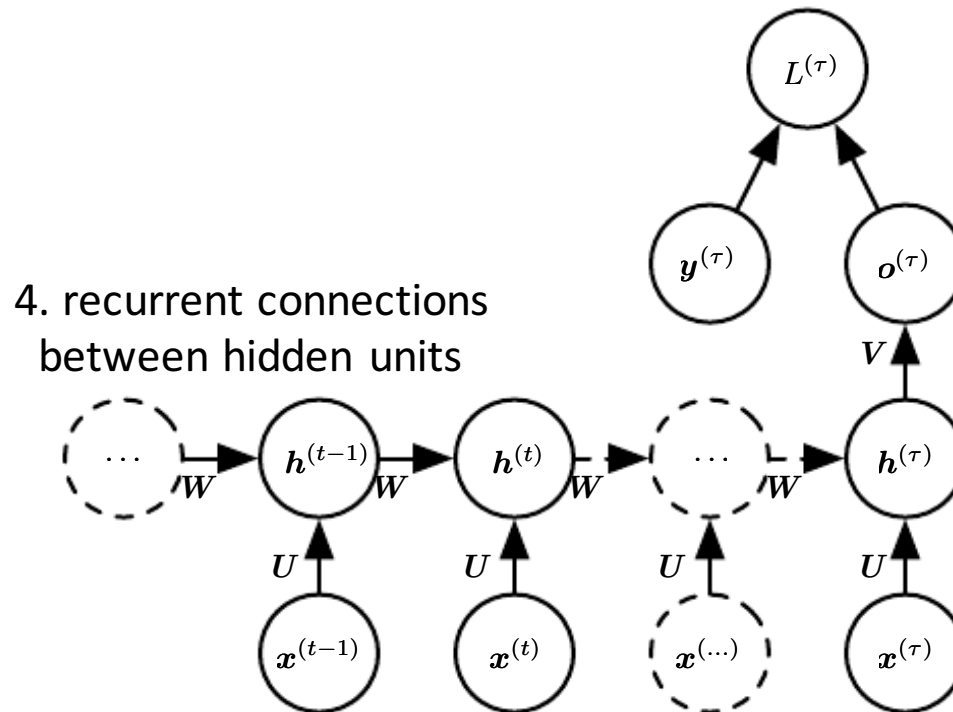 L^(τ)
y^(τ) o^(τ)
4. recurrent connections
between hidden units
V
... h^(t−1) h^(t) ... h^(τ)
W W W W
U U U U
x^(t−1) x^(t) x^(...) x^(τ)